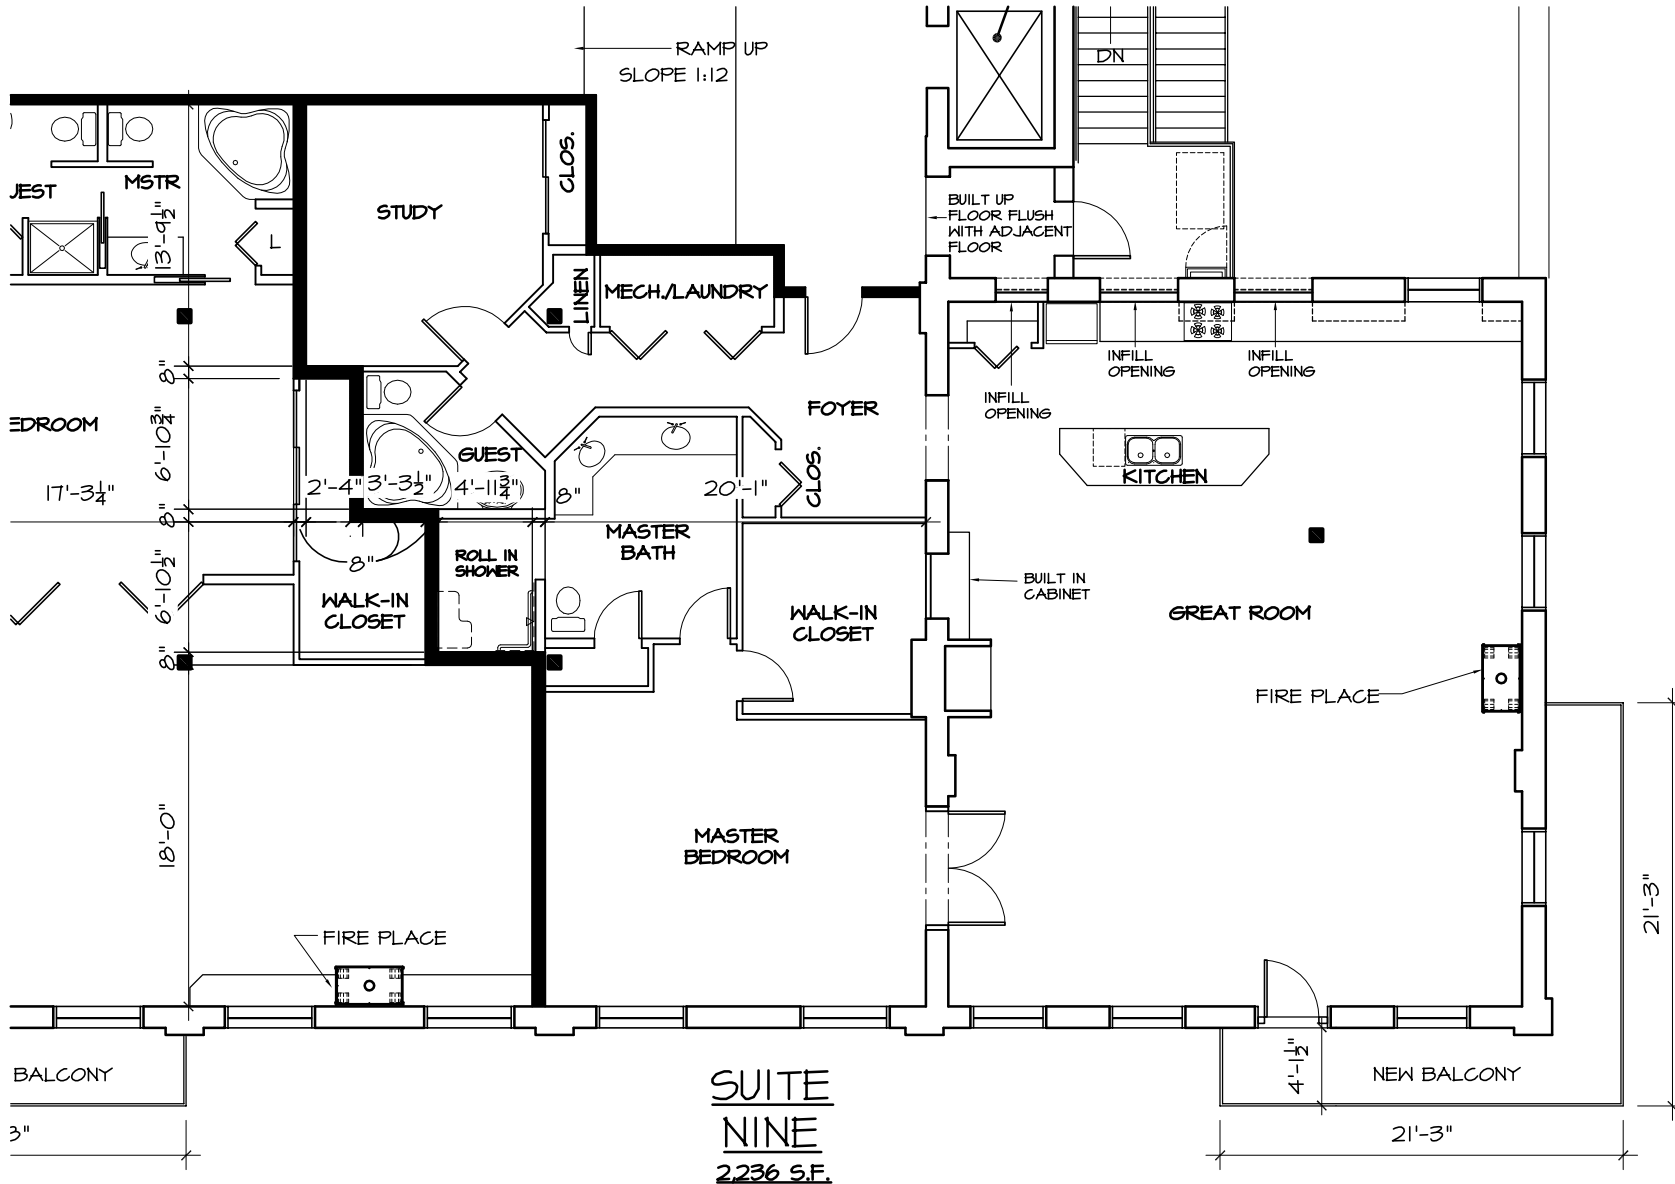 RAMP UP
SLOPE 1:12
DN
CLOS.
MSTR
STUDY
BUILT UP
FLOOR FLUSH
WITH ADJACENT
FLOOR
L
13'-9½"
LINEN
MECH./LAUNDRY
INFILL
OPENING
INFILL
OPENING
INFILL
OPENING
8"
FOYER
6'-10¾"
GUEST
CLOS.
KITCHEN
17'-3¼"
2'-4"
3'-3½"
4'-11¾"
8"
20'-1"
8"
MASTER
BATH
ROLL IN
SHOWER
8"
6'-10½"
WALK-IN
CLOSET
WALK-IN
CLOSET
BUILT IN
CABINET
GREAT ROOM
8"
FIRE PLACE
18'-0"
MASTER
BEDROOM
21'-3"
FIRE PLACE
BALCONY
4'-1½"
NEW BALCONY
SUITE
NINE
2,236 S.F.
21'-3"